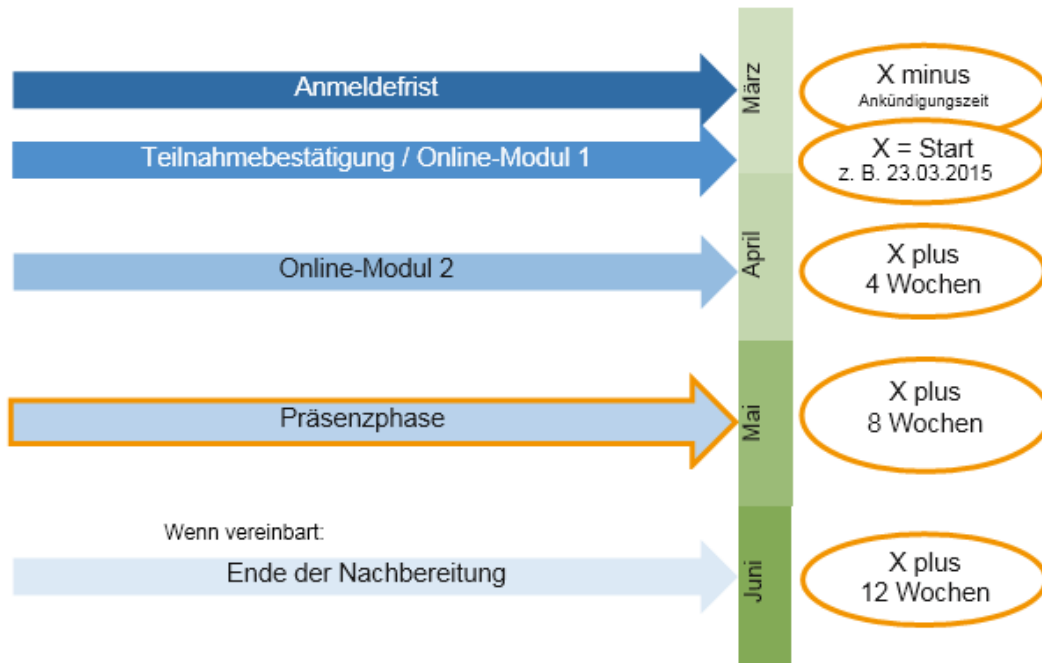 Anmeldefrist
März
X minus
Ankündigungszeit
Teilnahmebestätigung / Online-Modul 1
X = Start
z. B. 23.03.2015
Online-Modul 2
April
X plus
4 Wochen
Präsenzphase
Mai
X plus
8 Wochen
Wenn vereinbart:
Ende der Nachbereitung
Juni
X plus
12 Wochen